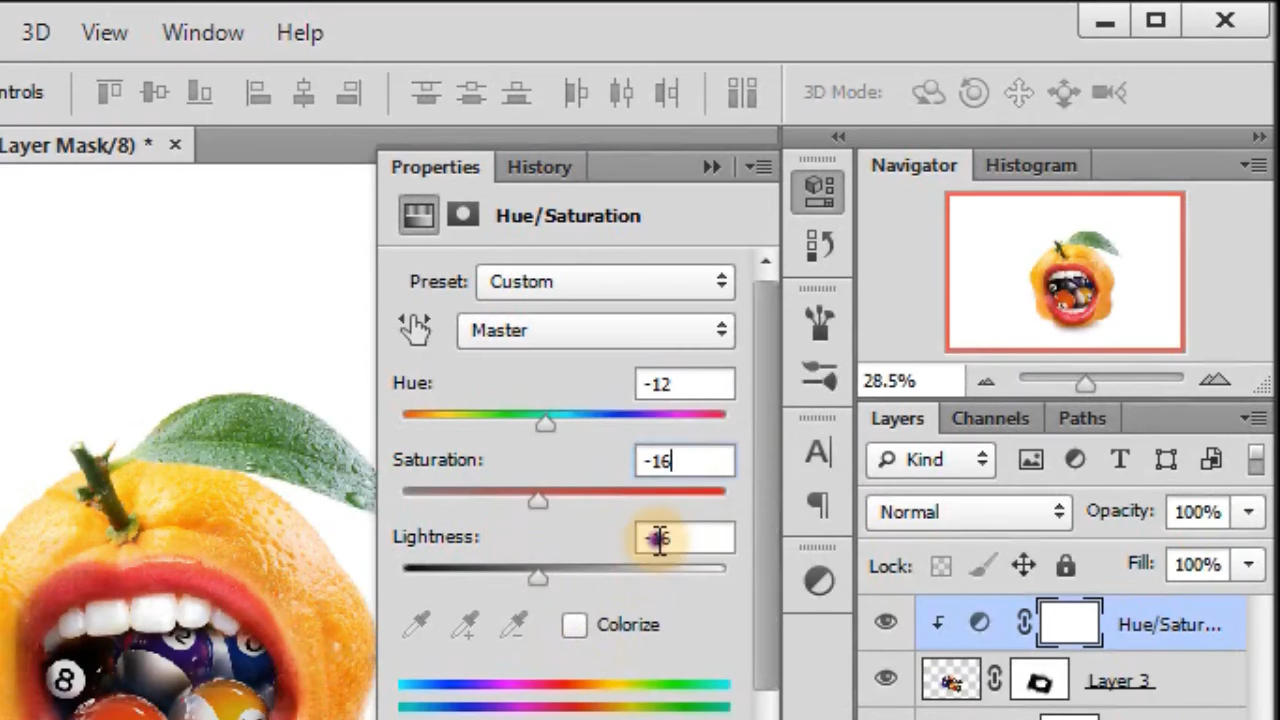 3D View Window Help
ntrols
3D Mode:
Layer Mask/8) * ×
Properties History
Navigator Histogram
Hue/Saturation
Preset: Custom
Master
Hue: -12
28.5%
Layers Channels Paths
Saturation: -16
Kind
Normal Opacity: 100%
Lightness:
Lock: Fill: 100%
Colorize
Hue/Satur...
Layer 3
8